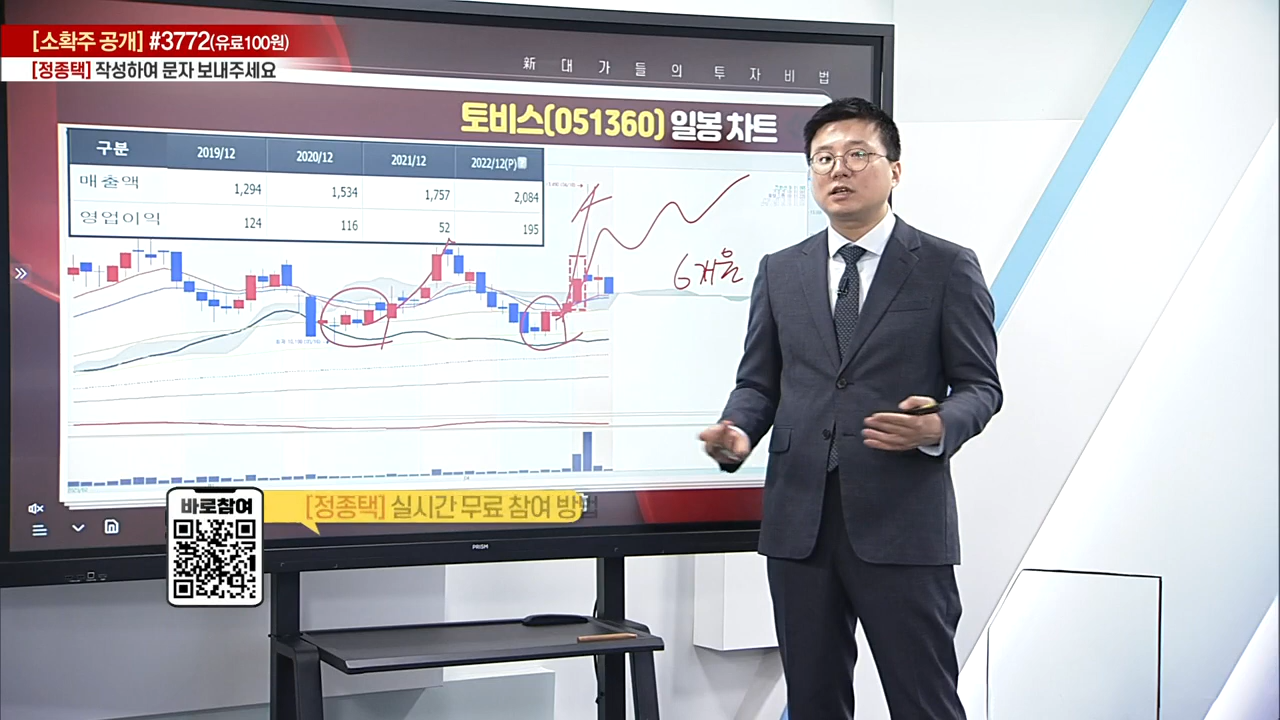 [소확주 공개] #3772(유료100원)
[정종택] 작성하여 문자 보내주세요
新 대가들의 투자비법
토비스(051360) 일봉 차트
구분 2019/12 2020/12 2021/12 2022/12(P)
매출액 1,294 1,534 1,757 2,084
영업이익 124 116 52 195
6개월
바로참여
[정종택] 실시간 무료 참여 방법
PRISM